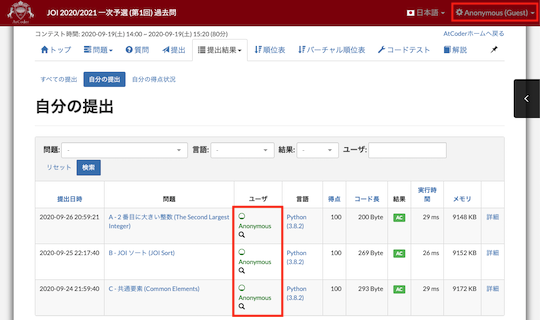 AtCoder
JOI 2020/2021 一次予選 (第1回) 過去問
日本語
Anonymous (Guest)
コンテスト時間: 2020-09-19(土) 14:00 ~ 2020-09-19(土) 15:20 (80分)
AtCoderホームへ戻る
トップ
問題
質問
提出
提出結果
順位表
バーチャル順位表
コードテスト
解説
すべての提出
自分の提出
自分の得点状況
自分の提出
問題: - 言語: - 結果: - ユーザ:
リセット 検索
提出日時 問題 ユーザ 言語 得点 コード長 結果 実行時間 メモリ
2020-09-26 20:59:21 A - 2 番目に大きい整数 (The Second Largest Integer) Anonymous Python (3.8.2) 100 200 Byte AC 29 ms 9148 KB 詳細
2020-09-25 22:17:40 B - JOI ソート (JOI Sort) Anonymous Python (3.8.2) 100 269 Byte AC 26 ms 9152 KB 詳細
2020-09-24 21:59:40 C - 共通要素 (Common Elements) Anonymous Python (3.8.2) 100 293 Byte AC 29 ms 9172 KB 詳細